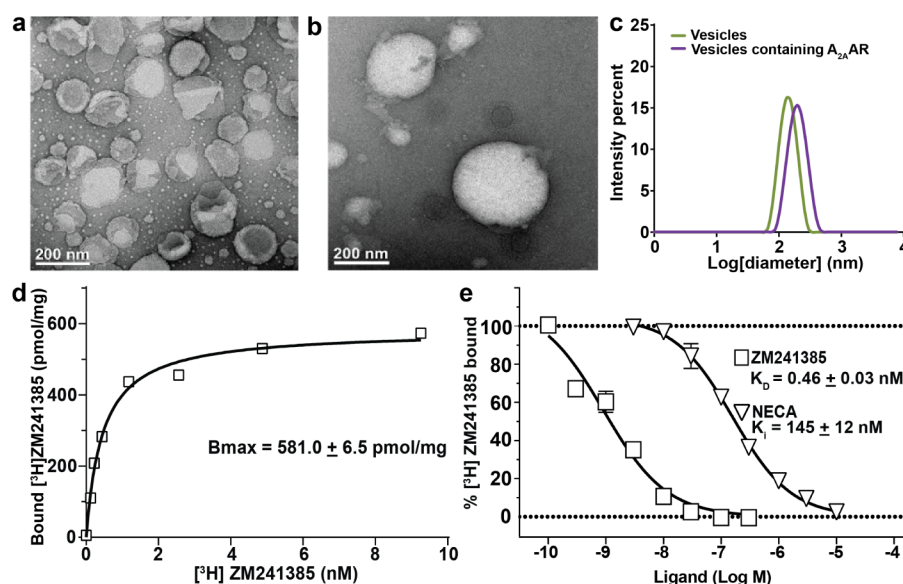 a
200 nm
b
200 nm
c
Intensity percent
25
20
15
10
5
0
Vesicles
Vesicles containing A₂ₐAR
0
1
2
3
4
Log[diameter] (nm)
d
Bound [³H]ZM241385 (pmol/mg)
600
400
200
0
Bmax = 581.0 ± 6.5 pmol/mg
0
2
4
6
8
10
[³H] ZM241385 (nM)
e
% [³H] ZM241385 bound
100
80
60
40
20
0
ZM241385
K_D = 0.46 ± 0.03 nM
NECA
K_i = 145 ± 12 nM
-10
-9
-8
-7
-6
-5
-4
Ligand (Log M)